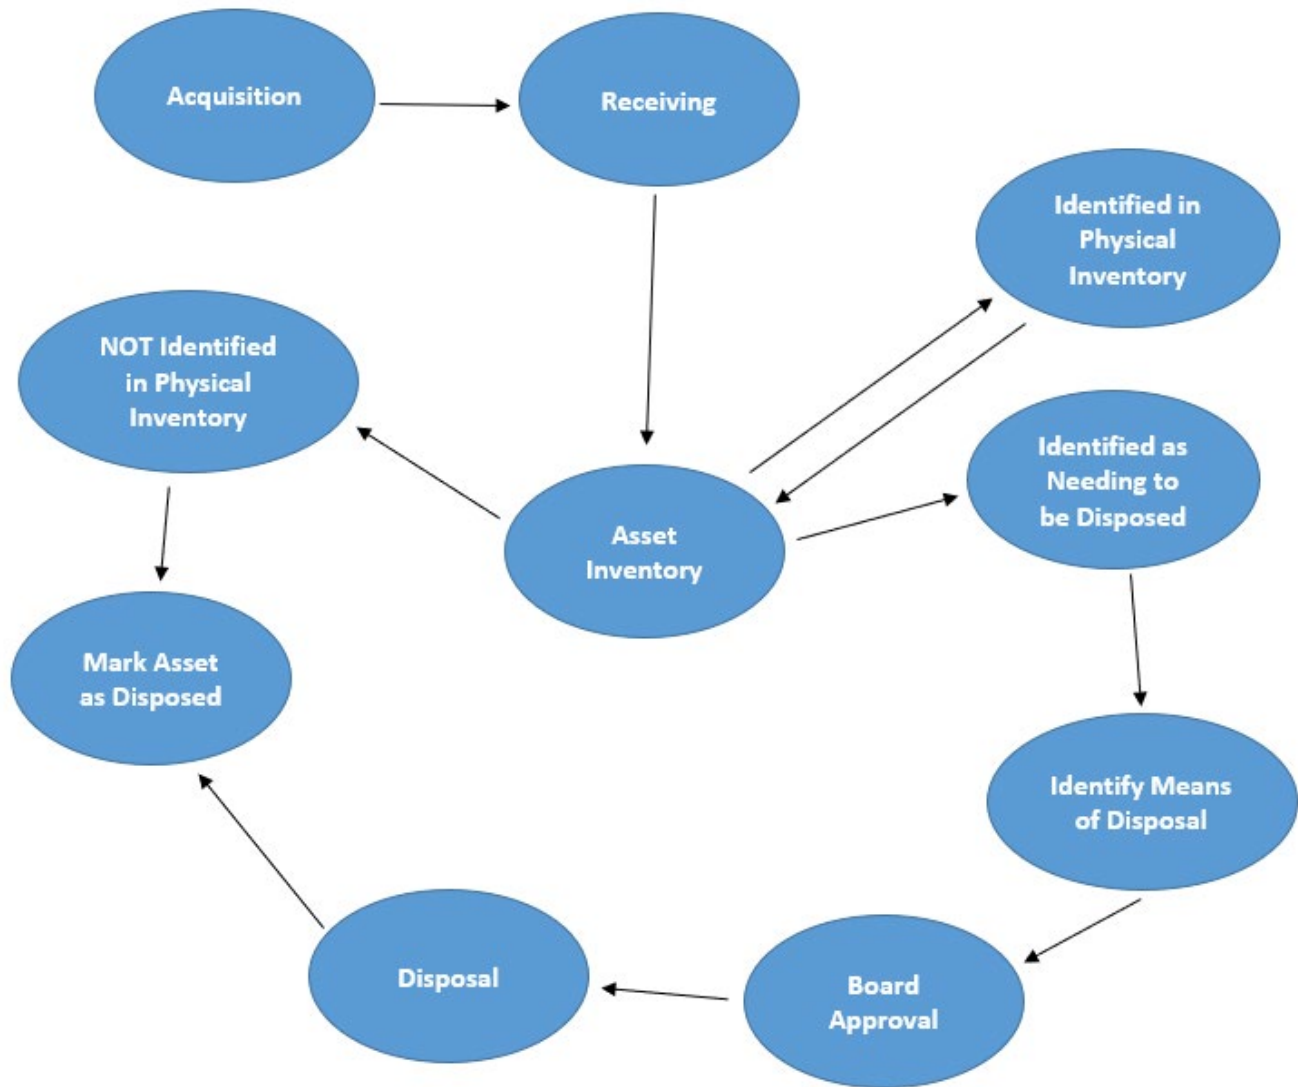 Acquisition
Receiving
Identified in
Physical
Inventory
NOT Identified
in Physical
Inventory
Identified as
Needing to
be Disposed
Asset
Inventory
Mark Asset
as Disposed
Identify Means
of Disposal
Disposal
Board
Approval